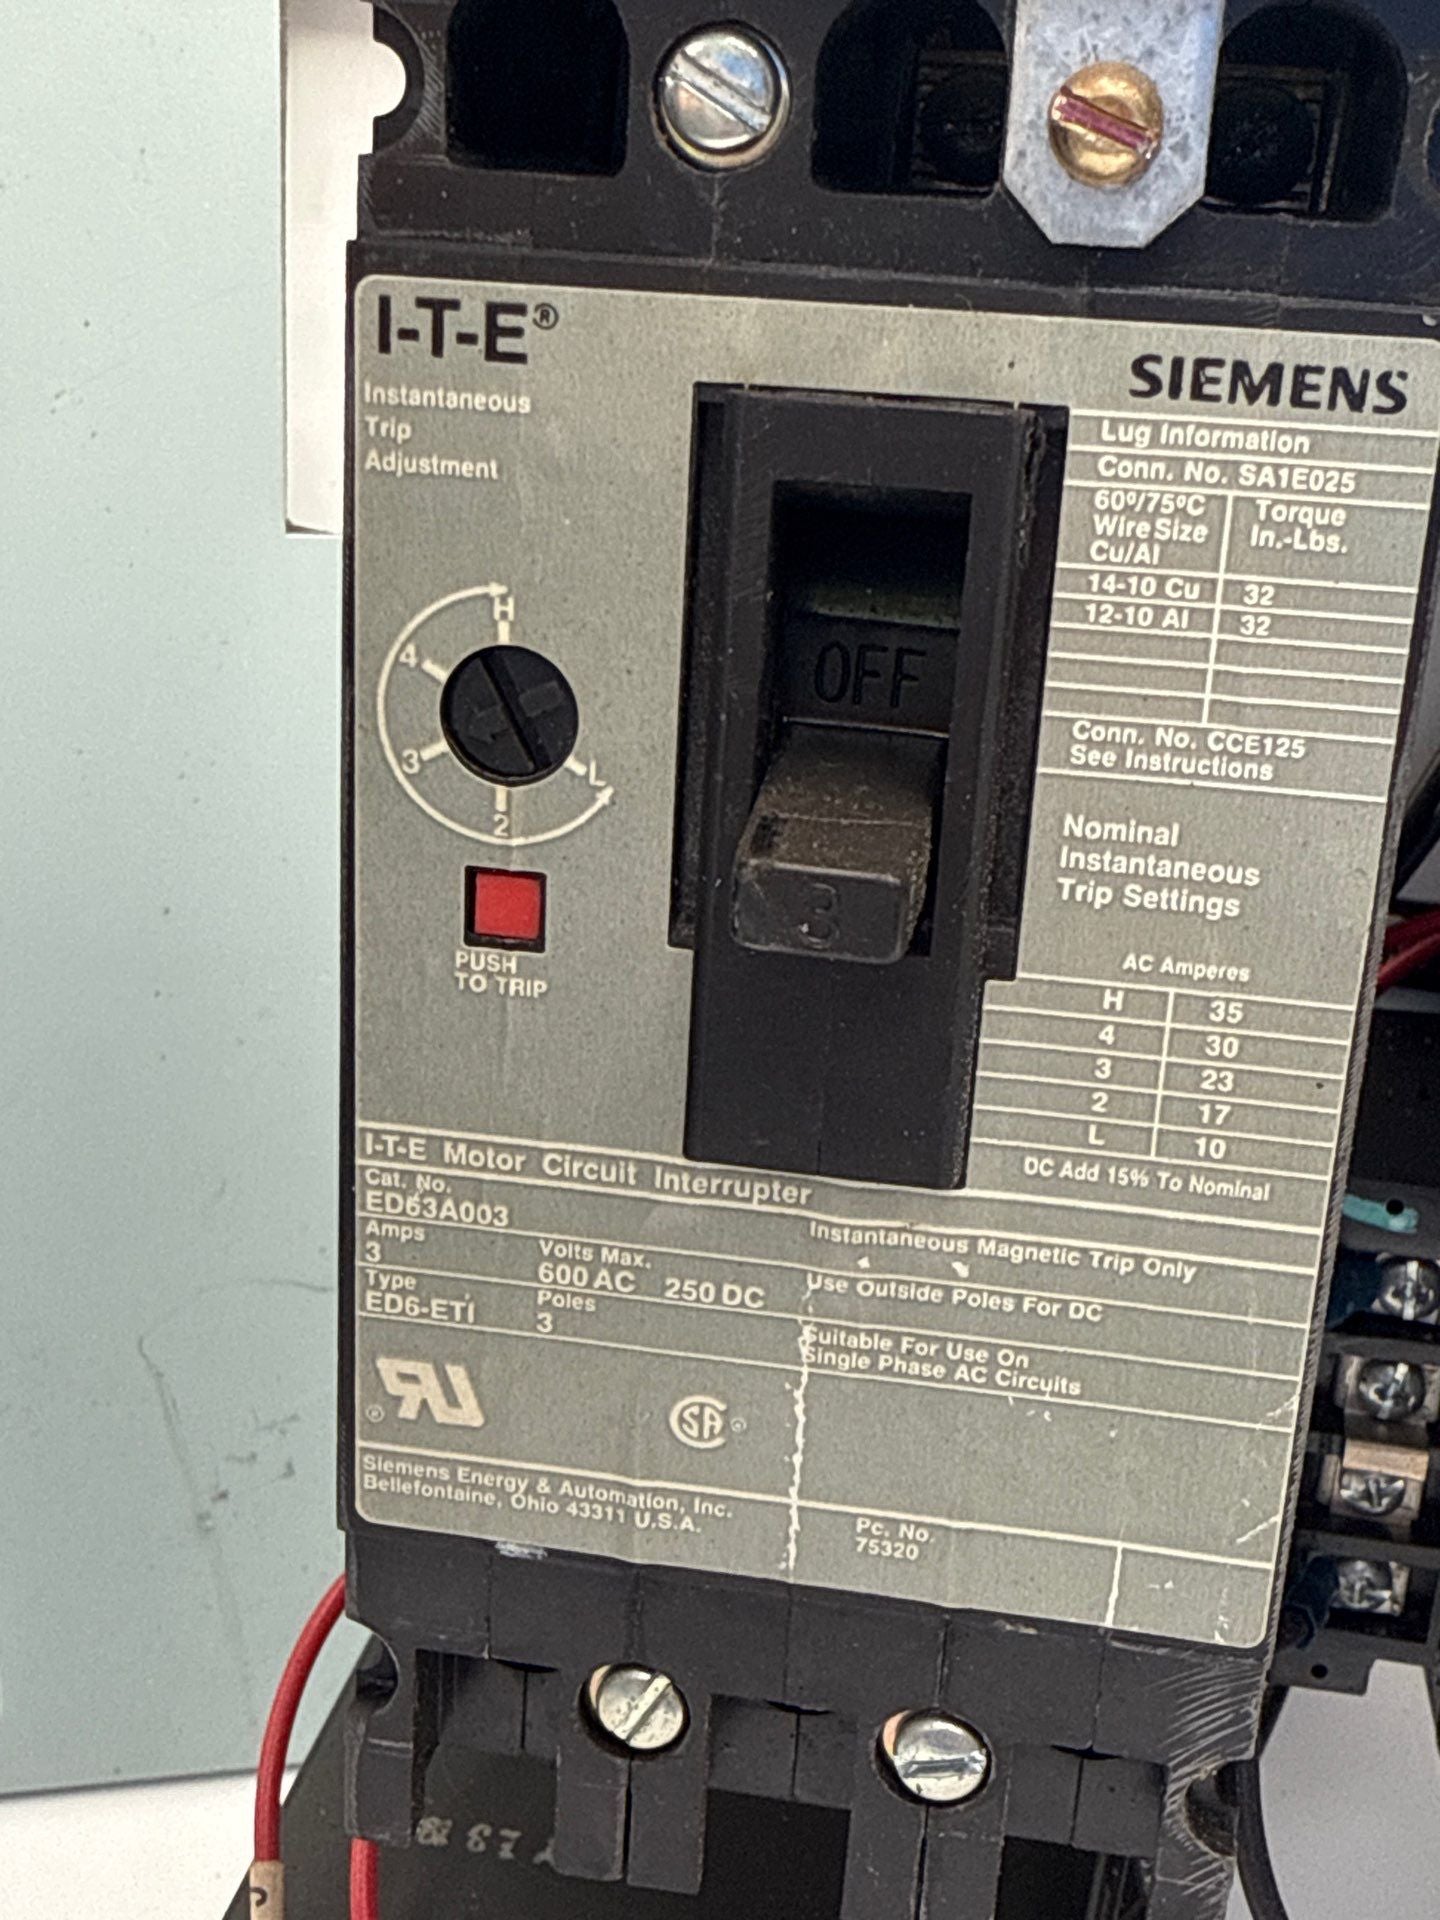 I-T-E®
SIEMENS
Instantaneous
Trip
Adjustment
H
4
3
2
L
PUSH
TO TRIP
OFF
3
Lug Information
Conn. No. SA1E025
60°/75°C
Wire Size
Cu/Al
Torque
In.-Lbs.
14-10 Cu 32
12-10 Al 32
Conn. No. CCE125
See Instructions
Nominal
Instantaneous
Trip Settings
AC Amperes
H 35
4 30
3 23
2 17
L 10
DC Add 15% To Nominal
I-T-E Motor Circuit Interrupter
Cat. No.
ED63A003
Amps
3
Volts Max.
600 AC 250 DC
Type
ED6-ETI
Poles
3
Instantaneous Magnetic Trip Only
Use Outside Poles For DC
Suitable For Use On
Single Phase AC Circuits
RU®
SA®
Siemens Energy & Automation, Inc.
Bellefontaine, Ohio 43311 U.S.A.
Pc. No.
75320